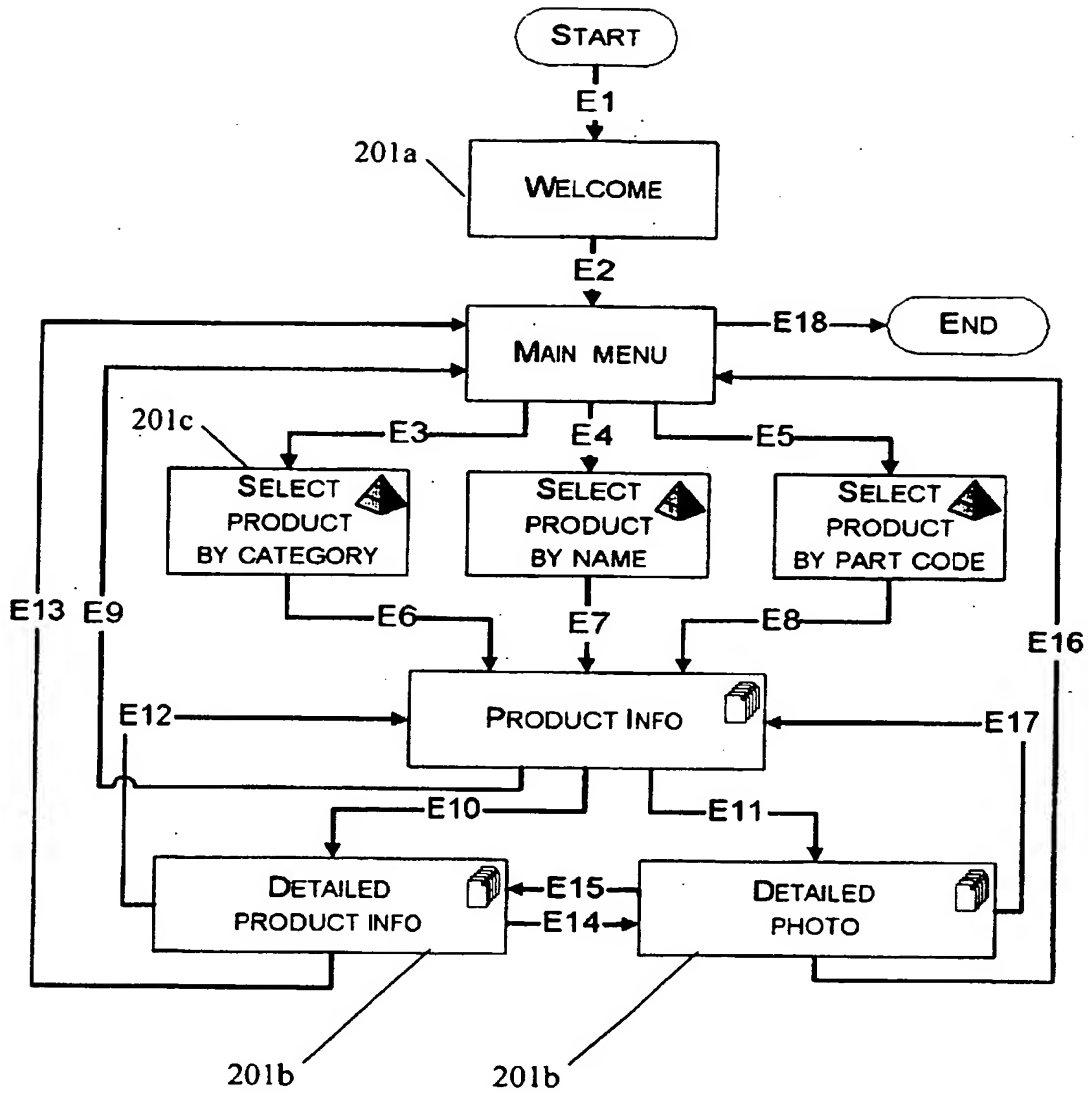 START
E1
201a
WELCOME
E2
MAIN MENU
E18
END
201c
E3
E4
E5
SELECT
PRODUCT
BY CATEGORY
SELECT
PRODUCT
BY NAME
SELECT
PRODUCT
BY PART CODE
E13
E9
E6
E7
E8
E16
E12
PRODUCT INFO
E17
E10
E11
DETAILED
PRODUCT INFO
E15
E14
DETAILED
PHOTO
201b
201b